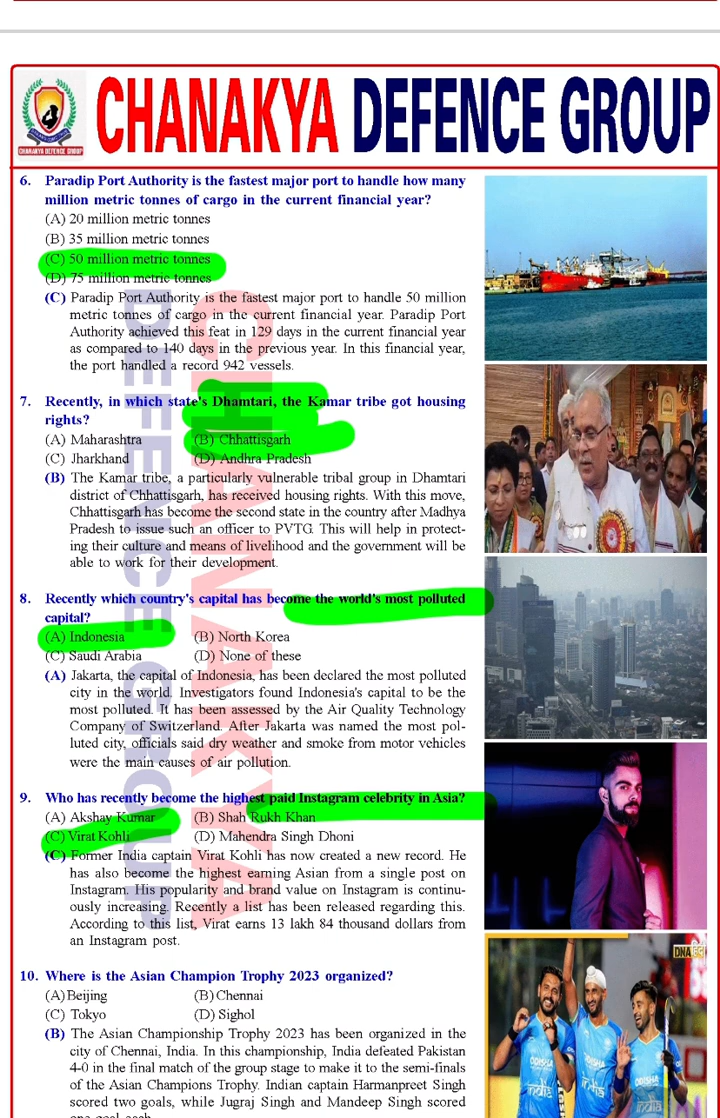 CHANAKYA DEFENCE GROUP
CHANAKYA DEFENCE GROUP
6. Paradip Port Authority is the fastest major port to handle how many
million metric tonnes of cargo in the current financial year?
(A) 20 million metric tonnes
(B) 35 million metric tonnes
(C) 50 million metric tonnes
(D) 75 million metric tonnes
(C) Paradip Port Authority is the fastest major port to handle 50 million
metric tonnes of cargo in the current financial year. Paradip Port
Authority achieved this feat in 129 days in the current financial year
as compared to 140 days in the previous year. In this financial year,
the port handled a record 942 vessels.
7. Recently, in which state's Dhamtari, the Kamar tribe got housing
rights?
(A) Maharashtra (B) Chhattisgarh
(C) Jharkhand (D) Andhra Pradesh
(B) The Kamar tribe, a particularly vulnerable tribal group in Dhamtari
district of Chhattisgarh, has received housing rights. With this move,
Chhattisgarh has become the second state in the country after Madhya
Pradesh to issue such an officer to PVTG. This will help in protect-
ing their culture and means of livelihood and the government will be
able to work for their development.
8. Recently which country's capital has become the world's most polluted
capital?
(A) Indonesia (B) North Korea
(C) Saudi Arabia (D) None of these
(A) Jakarta, the capital of Indonesia, has been declared the most polluted
city in the world. Investigators found Indonesia's capital to be the
most polluted. It has been assessed by the Air Quality Technology
Company of Switzerland. After Jakarta was named the most pol-
luted city, officials said dry weather and smoke from motor vehicles
were the main causes of air pollution.
9. Who has recently become the highest paid Instagram celebrity in Asia?
(A) Akshay Kumar (B) Shah Rukh Khan
(C) Virat Kohli (D) Mahendra Singh Dhoni
(C) Former India captain Virat Kohli has now created a new record. He
has also become the highest earning Asian from a single post on
Instagram. His popularity and brand value on Instagram is continu-
ously increasing. Recently a list has been released regarding this.
According to this list, Virat earns 13 lakh 84 thousand dollars from
an Instagram post.
10. Where is the Asian Champion Trophy 2023 organized?
(A) Beijing (B) Chennai
(C) Tokyo (D) Sighol
(B) The Asian Championship Trophy 2023 has been organized in the
city of Chennai, India. In this championship, India defeated Pakistan
4-0 in the final match of the group stage to make it to the semi-finals
of the Asian Champions Trophy. Indian captain Harmanpreet Singh
scored two goals, while Jugraj Singh and Mandeep Singh scored
one goal each
CHANAKYA
DEFENCE GROUP
DNA हिंदी
ODISHA
india
ODISHA
india
india